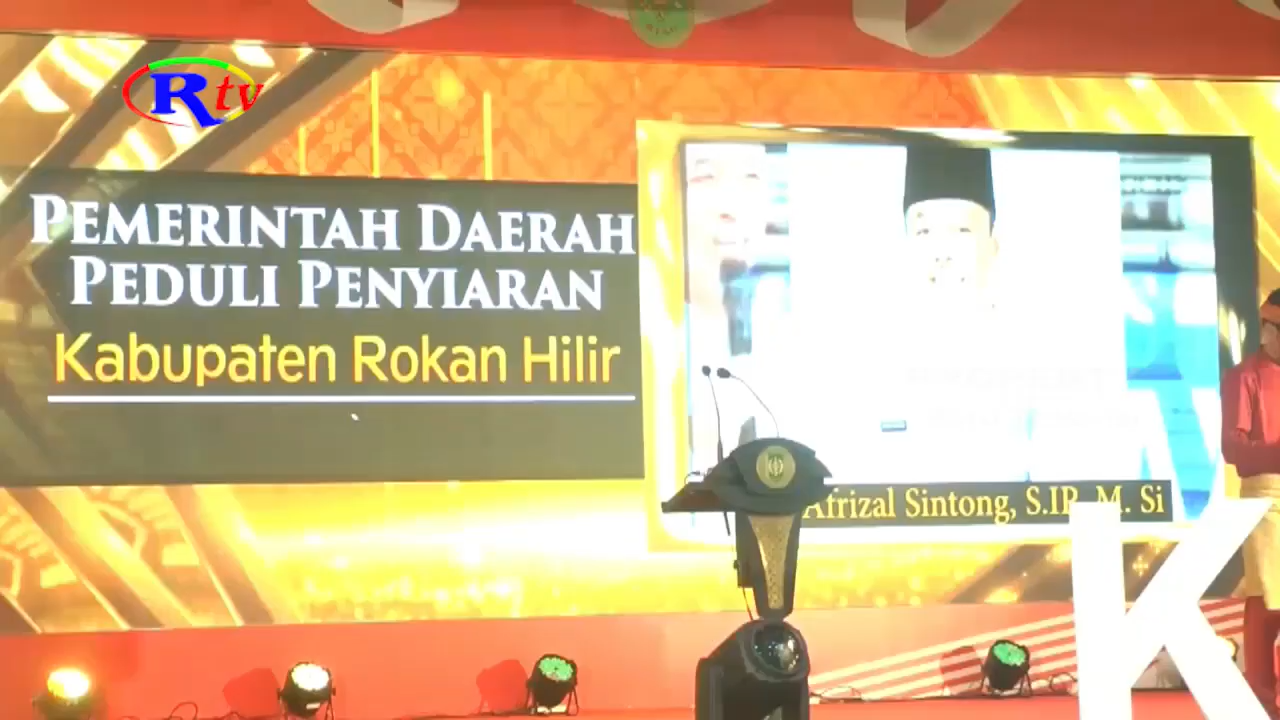 Rtv
PEMERINTAH DAERAH
PEDULI PENYIARAN
Kabupaten Rokan Hilir
Afrizal Sintong, S.IP, M. Si
K